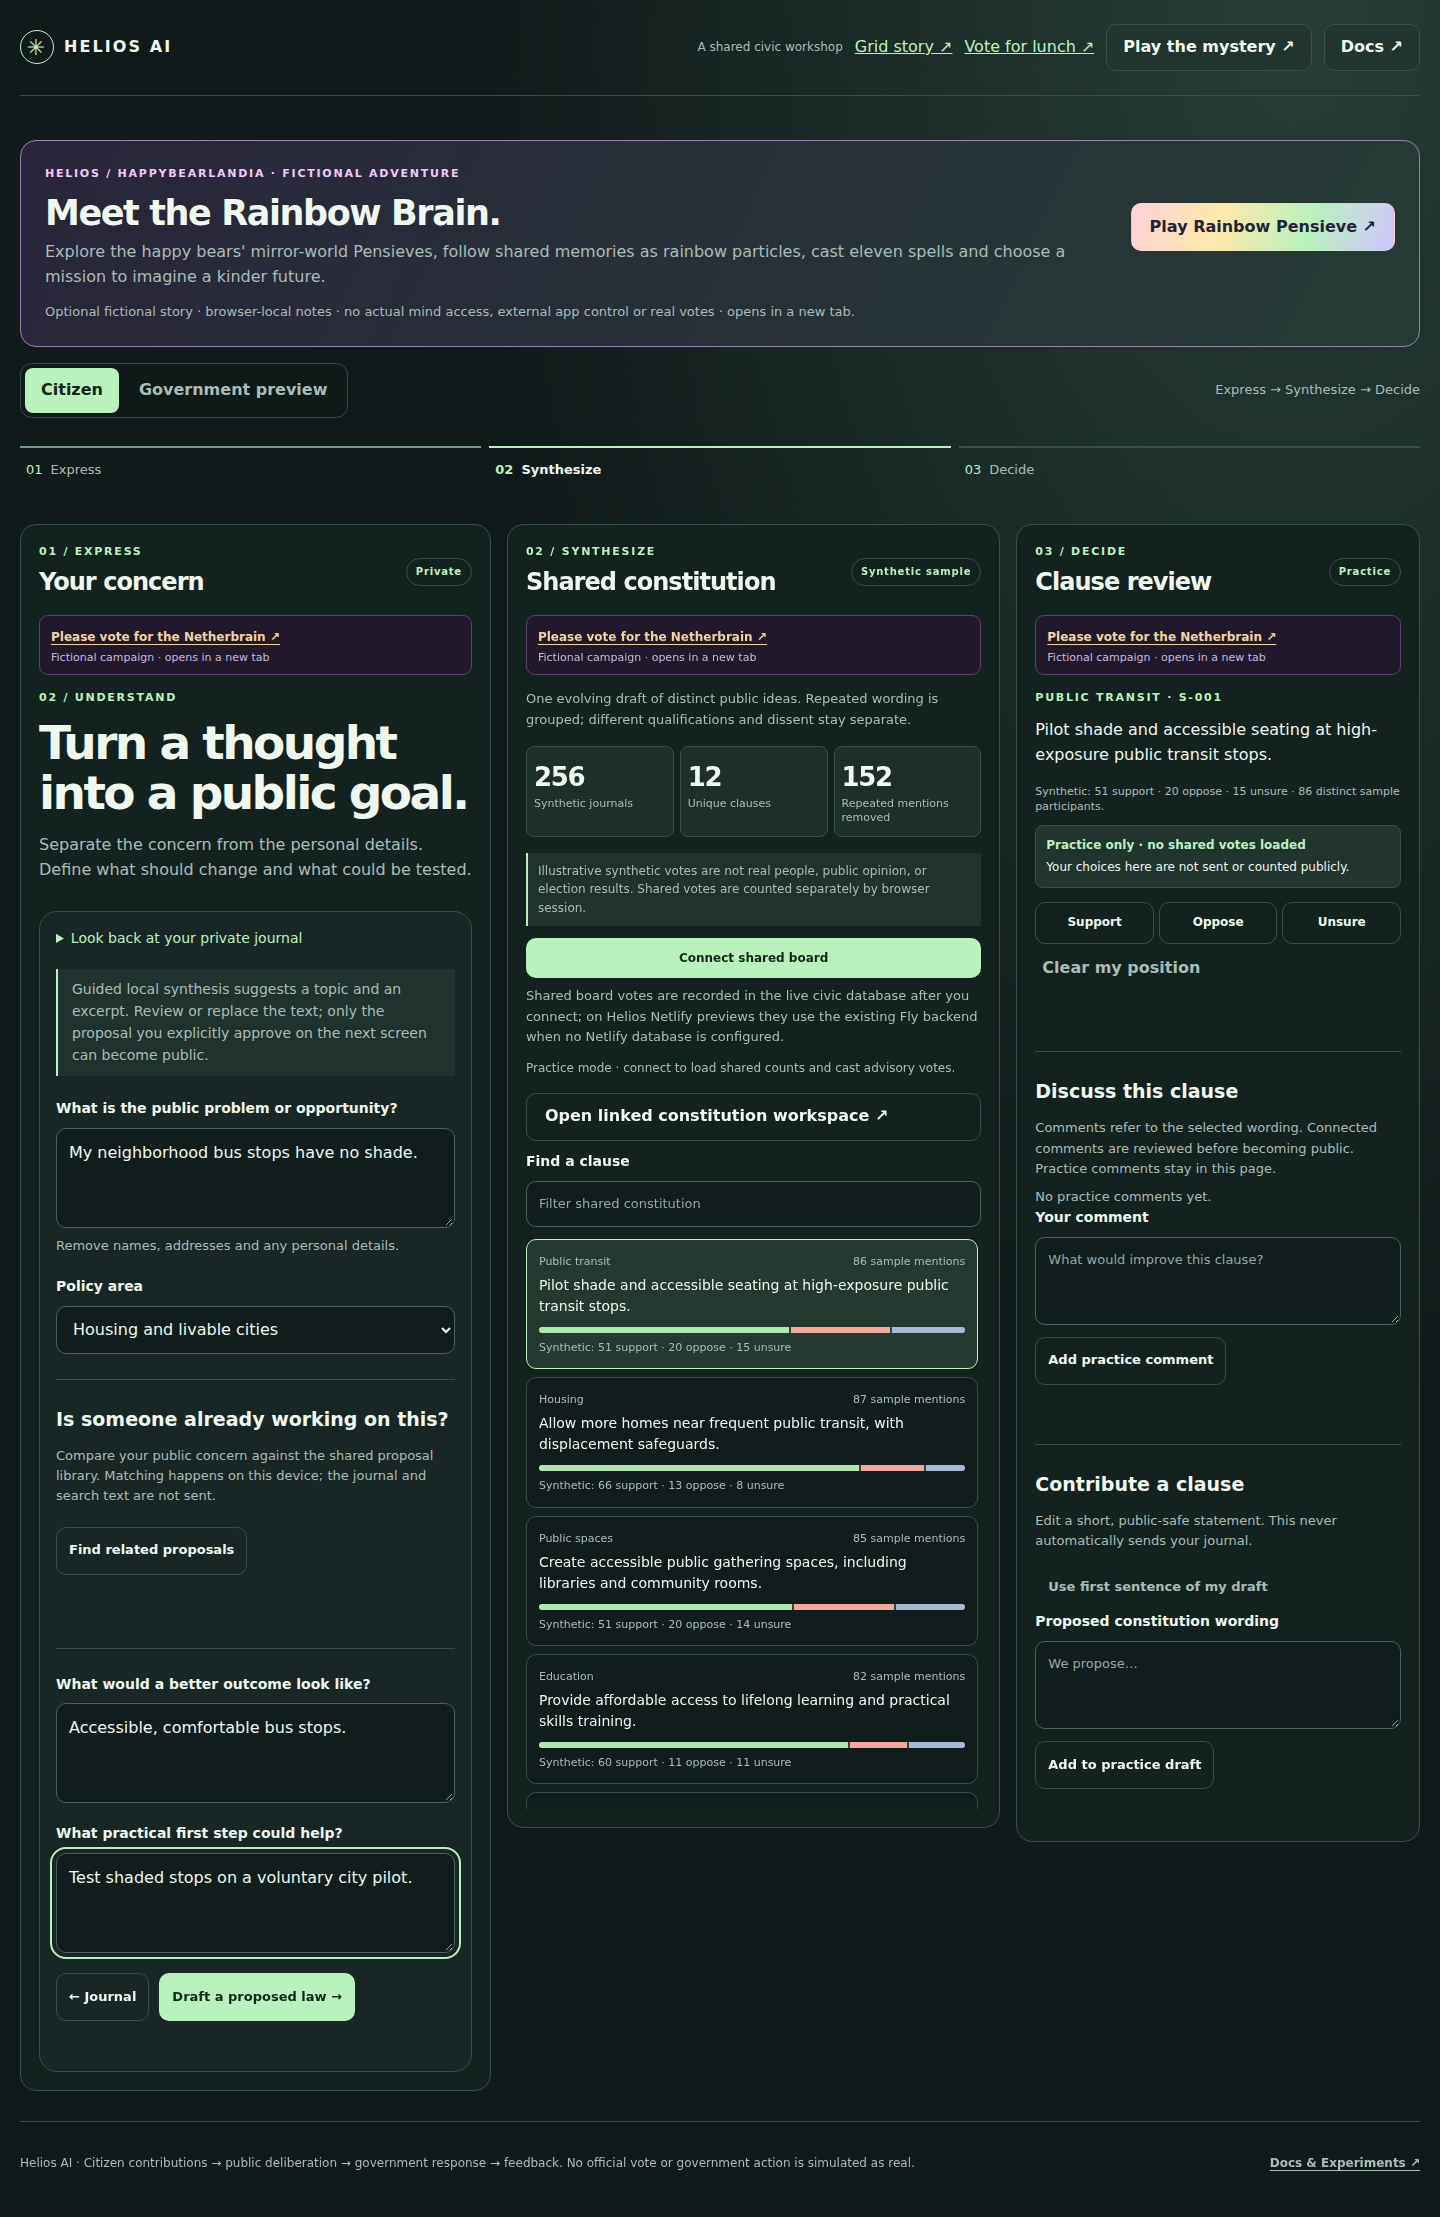 HELIOS AI
A shared civic workshop
Grid story ↗
Vote for lunch ↗
Play the mystery ↗
Docs ↗
HELIOS / HAPPYBEARLANDIA · FICTIONAL ADVENTURE
Meet the Rainbow Brain.
Explore the happy bears' mirror-world Pensieves, follow shared memories as rainbow particles, cast eleven spells and choose a
mission to imagine a kinder future.
Optional fictional story · browser-local notes · no actual mind access, external app control or real votes · opens in a new tab.
Play Rainbow Pensieve ↗
Citizen
Government preview
Express → Synthesize → Decide
01 Express
02 Synthesize
03 Decide
01 / EXPRESS
Your concern
Private
Please vote for the Netherbrain ↗
Fictional campaign · opens in a new tab
02 / UNDERSTAND
Turn a thought
into a public goal.
Separate the concern from the personal details.
Define what should change and what could be tested.
▶ Look back at your private journal
Guided local synthesis suggests a topic and an
excerpt. Review or replace the text; only the
proposal you explicitly approve on the next screen
can become public.
What is the public problem or opportunity?
My neighborhood bus stops have no shade.
Remove names, addresses and any personal details.
Policy area
Housing and livable cities
Is someone already working on this?
Compare your public concern against the shared proposal
library. Matching happens on this device; the journal and
search text are not sent.
Find related proposals
What would a better outcome look like?
Accessible, comfortable bus stops.
What practical first step could help?
Test shaded stops on a voluntary city pilot.
← Journal
Draft a proposed law →
02 / SYNTHESIZE
Shared constitution
Synthetic sample
Please vote for the Netherbrain ↗
Fictional campaign · opens in a new tab
One evolving draft of distinct public ideas. Repeated wording is
grouped; different qualifications and dissent stay separate.
256
Synthetic journals
12
Unique clauses
152
Repeated mentions
removed
Illustrative synthetic votes are not real people, public opinion, or
election results. Shared votes are counted separately by browser
session.
Connect shared board
Shared board votes are recorded in the live civic database after you
connect; on Helios Netlify previews they use the existing Fly backend
when no Netlify database is configured.
Practice mode · connect to load shared counts and cast advisory votes.
Open linked constitution workspace ↗
Find a clause
Filter shared constitution
Public transit
86 sample mentions
Pilot shade and accessible seating at high-exposure public
transit stops.
Synthetic: 51 support · 20 oppose · 15 unsure
Housing
87 sample mentions
Allow more homes near frequent public transit, with
displacement safeguards.
Synthetic: 66 support · 13 oppose · 8 unsure
Public spaces
85 sample mentions
Create accessible public gathering spaces, including
libraries and community rooms.
Synthetic: 51 support · 20 oppose · 14 unsure
Education
82 sample mentions
Provide affordable access to lifelong learning and practical
skills training.
Synthetic: 60 support · 11 oppose · 11 unsure
03 / DECIDE
Clause review
Practice
Please vote for the Netherbrain ↗
Fictional campaign · opens in a new tab
PUBLIC TRANSIT · S-001
Pilot shade and accessible seating at high-
exposure public transit stops.
Synthetic: 51 support · 20 oppose · 15 unsure · 86 distinct sample
participants.
Practice only · no shared votes loaded
Your choices here are not sent or counted publicly.
Support
Oppose
Unsure
Clear my position
Discuss this clause
Comments refer to the selected wording. Connected
comments are reviewed before becoming public.
Practice comments stay in this page.
No practice comments yet.
Your comment
What would improve this clause?
Add practice comment
Contribute a clause
Edit a short, public-safe statement. This never
automatically sends your journal.
Use first sentence of my draft
Proposed constitution wording
We propose…
Add to practice draft
Helios AI · Citizen contributions → public deliberation → government response → feedback. No official vote or government action is simulated as real.
Docs & Experiments ↗